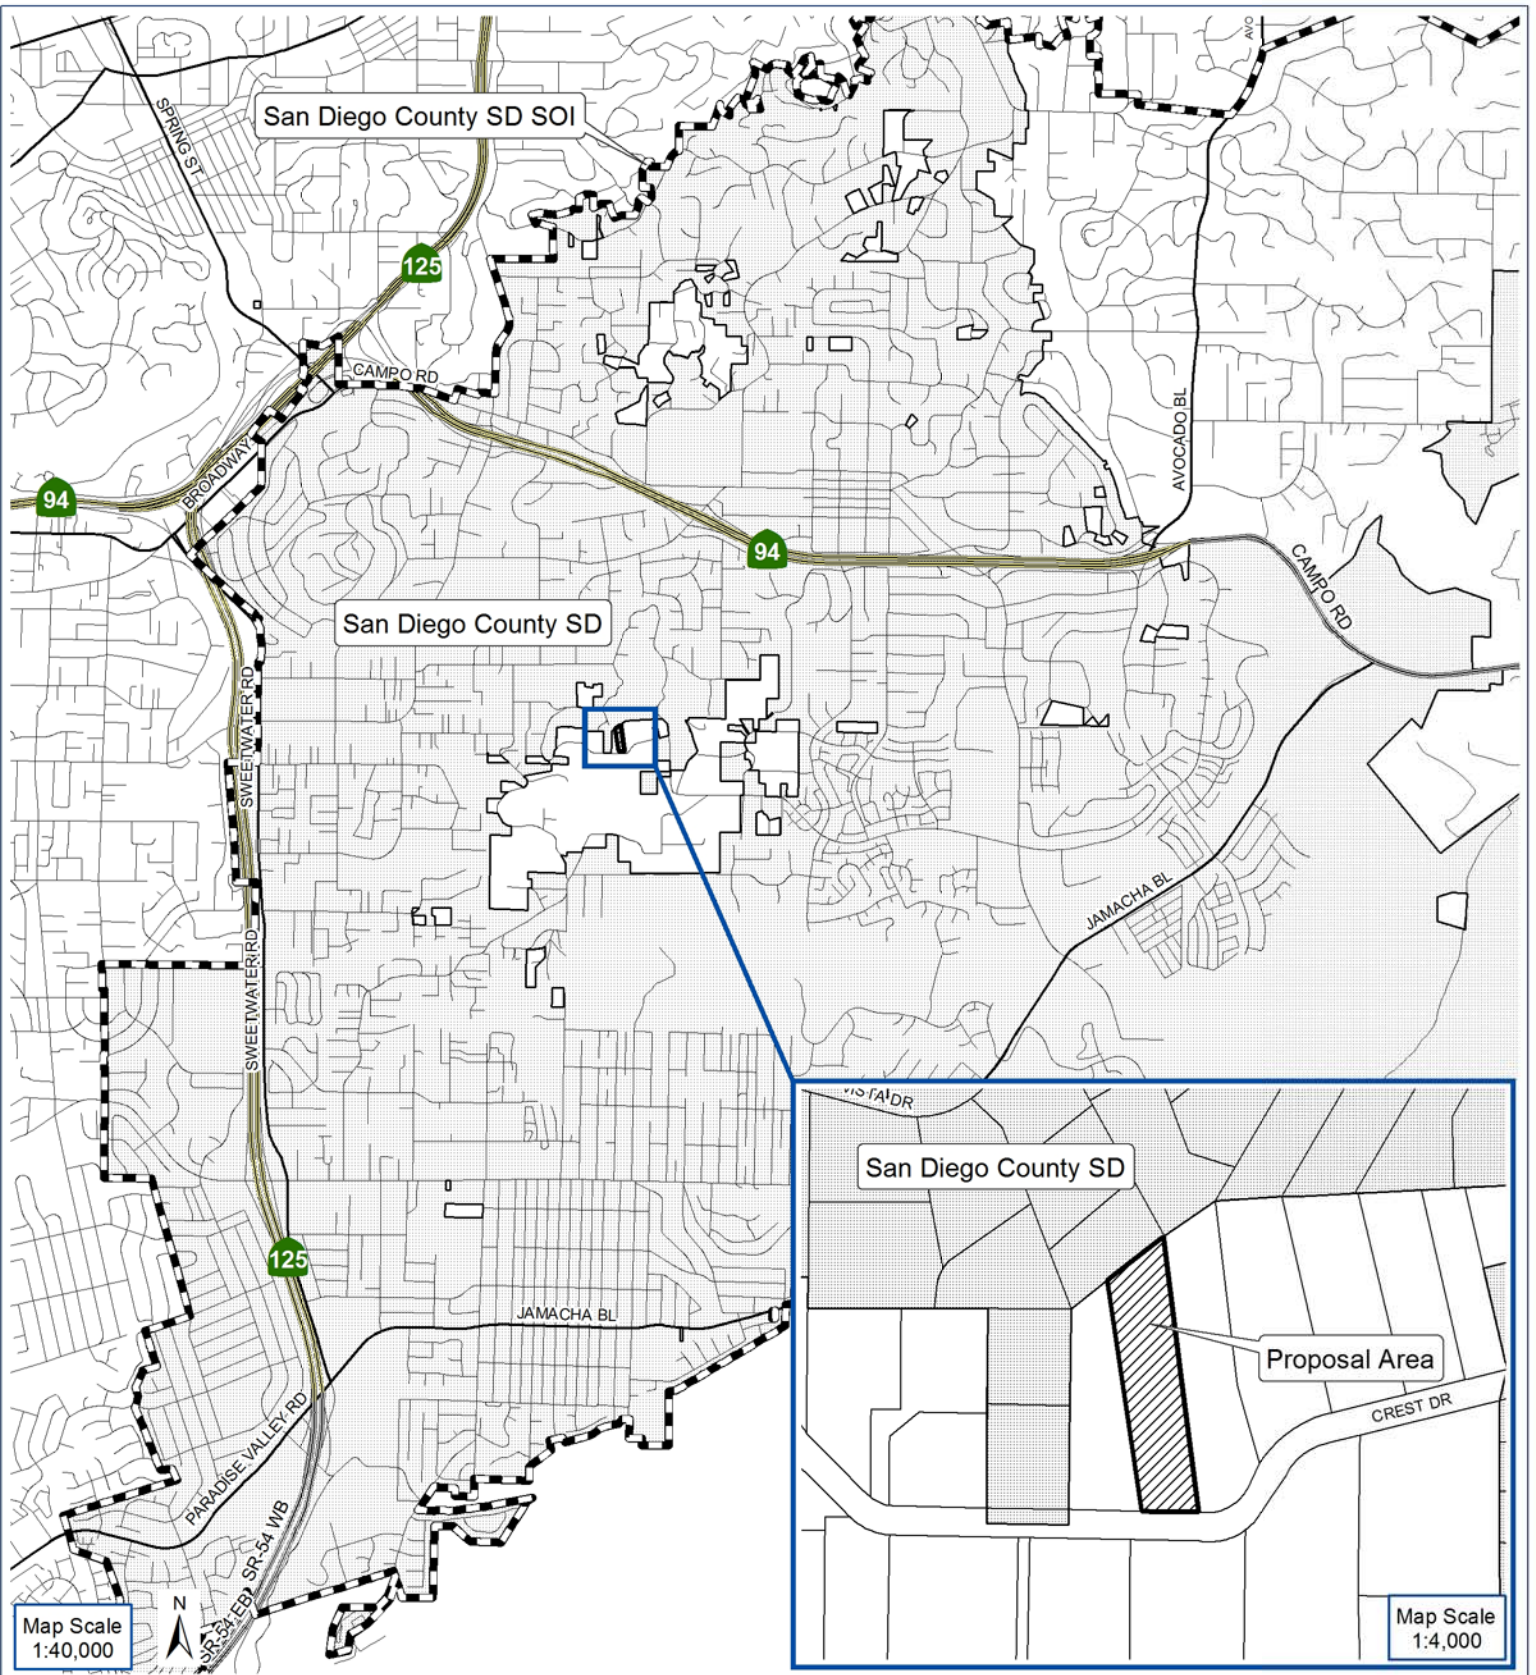 AVO
SPRING ST
San Diego County SD SOI
125
CAMPO RD
AVOCADO BL
BROADWAY
94
94
CAMPO RD
San Diego County SD
SWEETWATER RD
JAMACHA BL
SWEETWATER RD
VISTA DR
San Diego County SD
125
JAMACHA BL
Proposal Area
CREST DR
PARADISE VALLEY RD
SR-54 WB
SR-54 EB
N
Map Scale
1:40,000
Map Scale
1:4,000